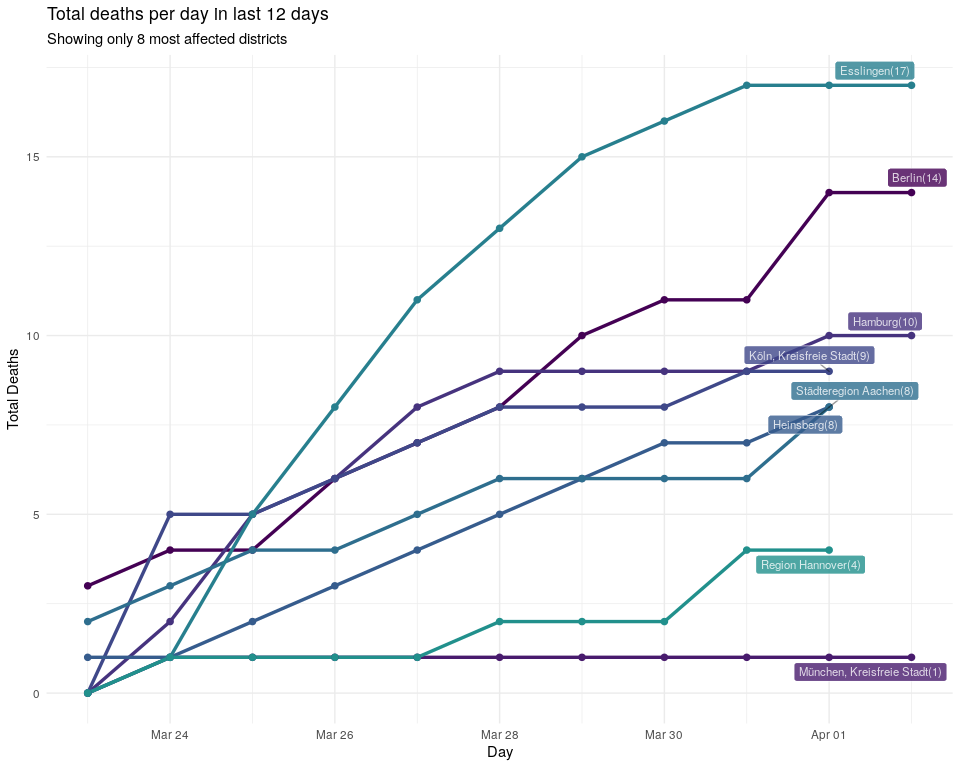 Total deaths per day in last 12 days
Showing only 8 most affected districts
Esslingen(17)
15
Berlin(14)
Hamburg(10)
10
Köln, Kreisfreie Stadt(9)
Städteregion Aachen(8)
Heinsberg(8)
Total Deaths
5
Region Hannover(4)
München, Kreisfreie Stadt(1)
0
Mar 24 Mar 26 Mar 28 Mar 30 Apr 01
Day